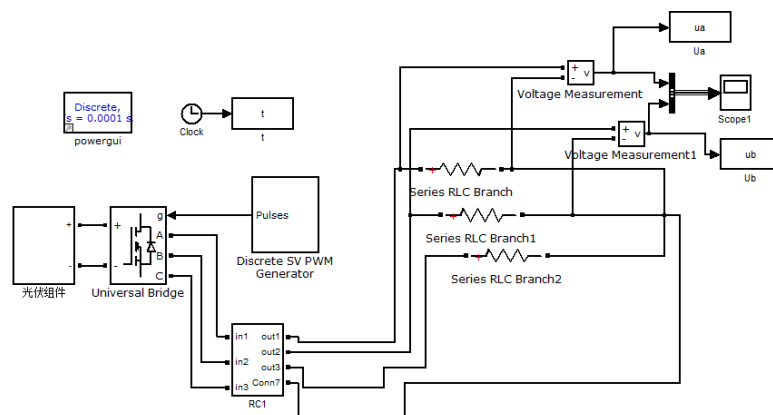 ua
Ua
+
-
v
Voltage Measurement
Scope1
Discrete,
s = 0.0001 s
powergui
Clock
t
t
+
-
v
Voltage Measurement1
ub
Ub
+
Series RLC Branch
+
Series RLC Branch1
+
Series RLC Branch2
+
-
光伏组件
+
-
g
A
B
C
Universal Bridge
Pulses
Discrete SV PWM
Generator
in1
in2
in3
out1
out2
out3
Conn7
RC1